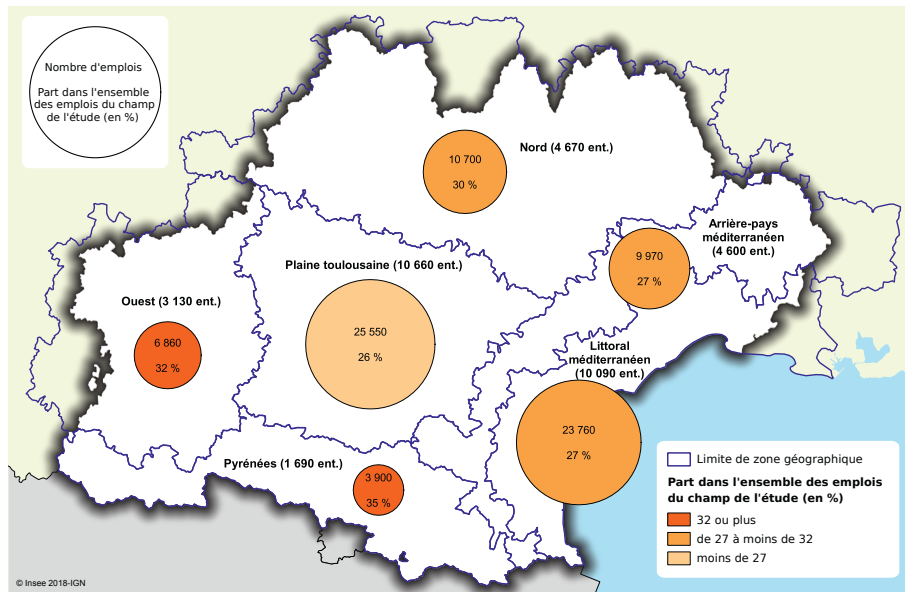 Nombre d'emplois
Part dans l'ensemble
des emplois du champ
de l'étude (en %)
Nord (4 670 ent.)
10 700
30 %
Arrière-pays
méditerranéen
(4 600 ent.)
9 970
27 %
Plaine toulousaine (10 660 ent.)
25 550
26 %
Ouest (3 130 ent.)
6 860
32 %
Littoral
méditerranéen
(10 090 ent.)
23 760
27 %
Pyrénées (1 690 ent.)
3 900
35 %
Limite de zone géographique
Part dans l'ensemble des emplois
du champ de l'étude (en %)
32 ou plus
de 27 à moins de 32
moins de 27
© Insee 2018-IGN